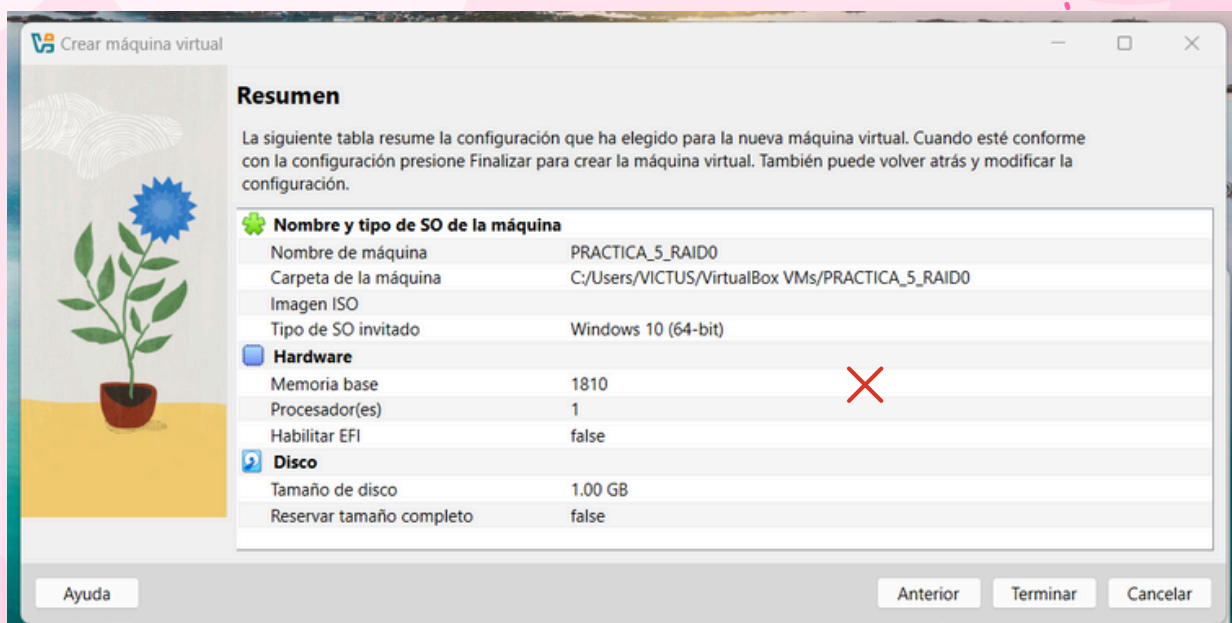 Crear máquina virtual
Resumen
La siguiente tabla resume la configuración que ha elegido para la nueva máquina virtual. Cuando esté conforme
con la configuración presione Finalizar para crear la máquina virtual. También puede volver atrás y modificar la
configuración.
Nombre y tipo de SO de la máquina
Nombre de máquina PRACTICA_5_RAID0
Carpeta de la máquina C:/Users/VICTUS/VirtualBox VMs/PRACTICA_5_RAID0
Imagen ISO
Tipo de SO invitado Windows 10 (64-bit)
Hardware
Memoria base 1810
Procesador(es) 1
Habilitar EFI false
Disco
Tamaño de disco 1.00 GB
Reservar tamaño completo false
Ayuda Anterior Terminar Cancelar